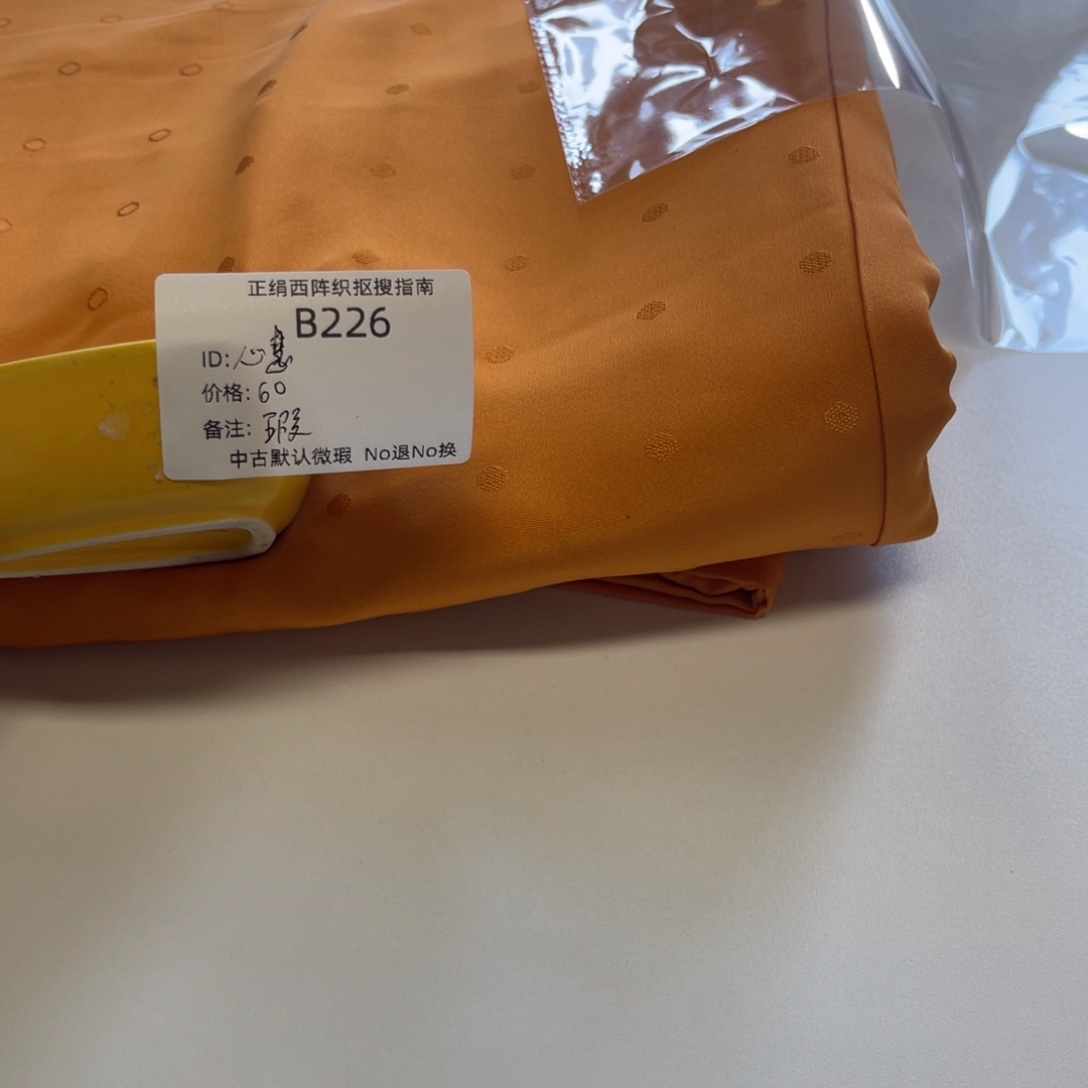 正绢西阵织抠搜指南
B226
ID:心慧
价格:60
备注:瑕
中古默认微瑕 No退No换